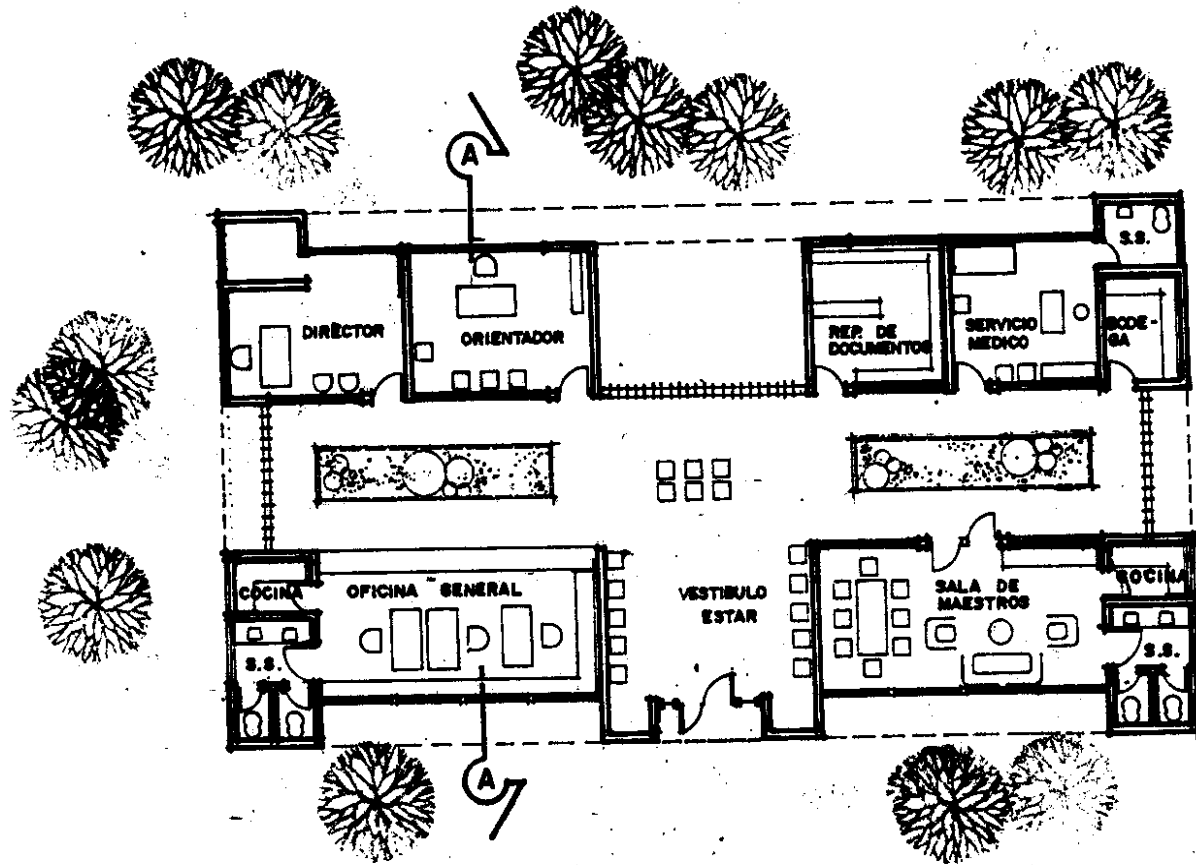 A
S.S.
DIRECTOR
ORIENTADOR
REP. DE
DOCUMENTOS
SERVICIO
MEDICO
BODE-
GA
COCINA
OFICINA GENERAL
VESTIBULO
ESTAR
SALA DE
MAESTROS
COCINA
S.S.
S.S.
A